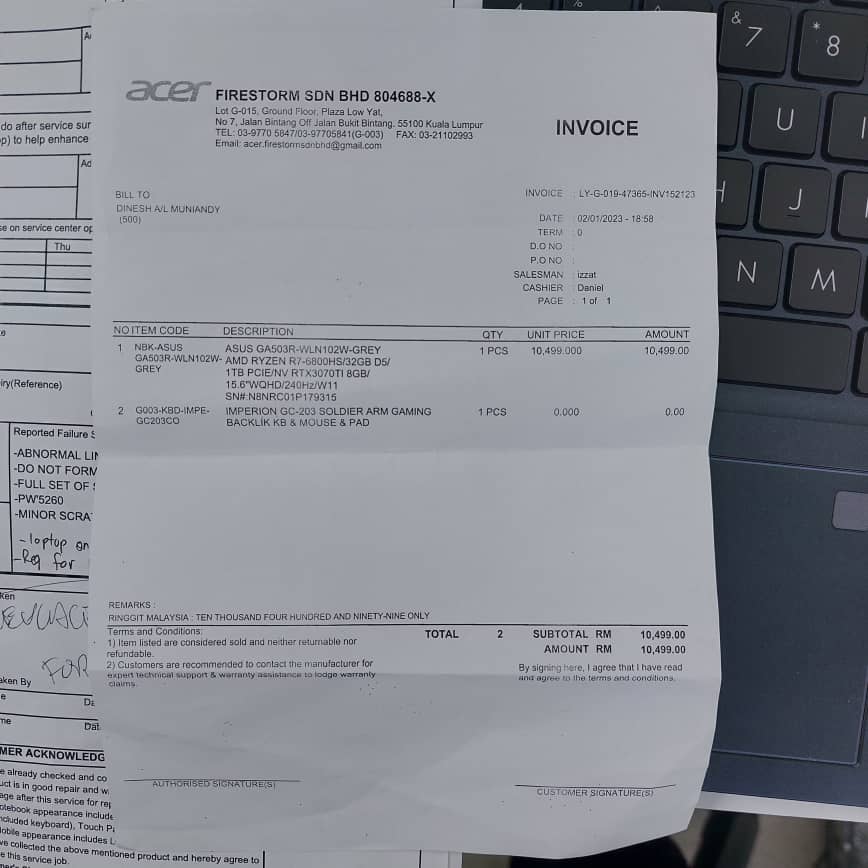 acer
FIRESTORM SDN BHD 804688-X
Lot G-015, Ground Floor, Plaza Low Yat,
No 7, Jalan Bintang Off Jalan Bukit Bintang. 55100 Kuala Lumpur
TEL: 03-9770 5847/03-97705841(G-003) FAX: 03-21102993
Email: acer.firestormsdnbhd@gmail.com
INVOICE
BILL TO :
DINESH A/L MUNIANDY
(500)
INVOICE : LY-G-019-47365-INV152123
DATE : 02/01/2023 - 18:58
TERM : 0
D.O NO :
P.O NO :
SALESMAN : izzat
CASHIER : Daniel
PAGE : 1 of 1
NO ITEM CODE DESCRIPTION QTY UNIT PRICE AMOUNT
1 NBK-ASUS ASUS GA503R-WLN102W-GREY 1 PCS 10,499.000 10,499.00
GA503R-WLN102W- AMD RYZEN R7-6800HS/32GB D5/
GREY 1TB PCIE/NV RTX3070TI 8GB/
15.6"WQHD/240Hz/W11
SN#:N8NRC01P179315
2 G003-KBD-IMPE- IMPERION GC-203 SOLDIER ARM GAMING 1 PCS 0.000 0.00
GC203CO BACKLIK KB & MOUSE & PAD
REMARKS :
RINGGIT MALAYSIA : TEN THOUSAND FOUR HUNDRED AND NINETY-NINE ONLY
Terms and Conditions: TOTAL 2 SUBTOTAL RM 10,499.00
1) Item listed are considered sold and neither returnable nor AMOUNT RM 10,499.00
refundable.
2) Customers are recommended to contact the manufacturer for
expert technical support & warranty assistance to lodge warranty
claims.
By signing here, I agree that I have read
and agree to the terms and conditions.
AUTHORISED SIGNATURE(S)
CUSTOMER SIGNATURE(S)
do after service sur
p) to help enhance
Ad
se on service center op
Thu
iry(Reference)
Reported Failure S
-ABNORMAL LIN
-DO NOT FORM
-FULL SET OF
-PW'5260
-MINOR SCRA
-laptop on
-Req for
ken
FOR
aken By
Da
me
Dat
MER ACKNOWLEDG
e already checked and co
uct is in good repair and w
age after this service for rep
notebook appearance include
ncluded keyboard), Touch P
obile appearance includes L
ve collected the above mentioned product and hereby agree to
e this service job.
& 7
* 8
U
I
H
J
N
M